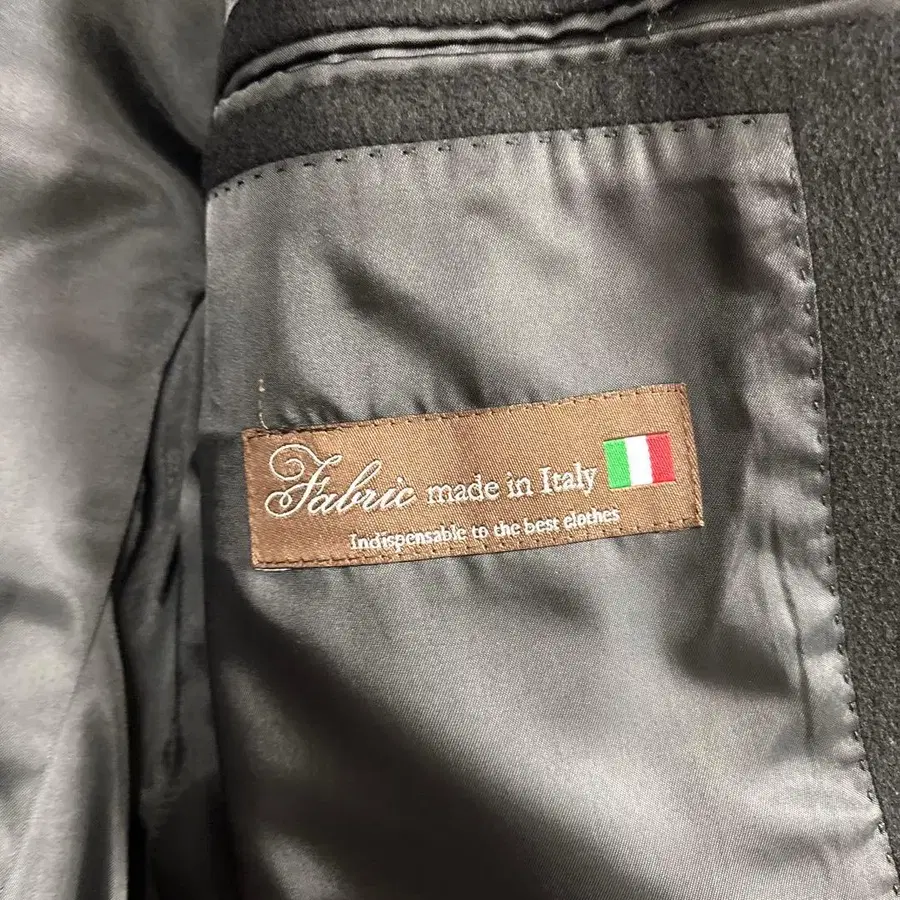 Fabric made in Italy
Indispensable to the best clothes